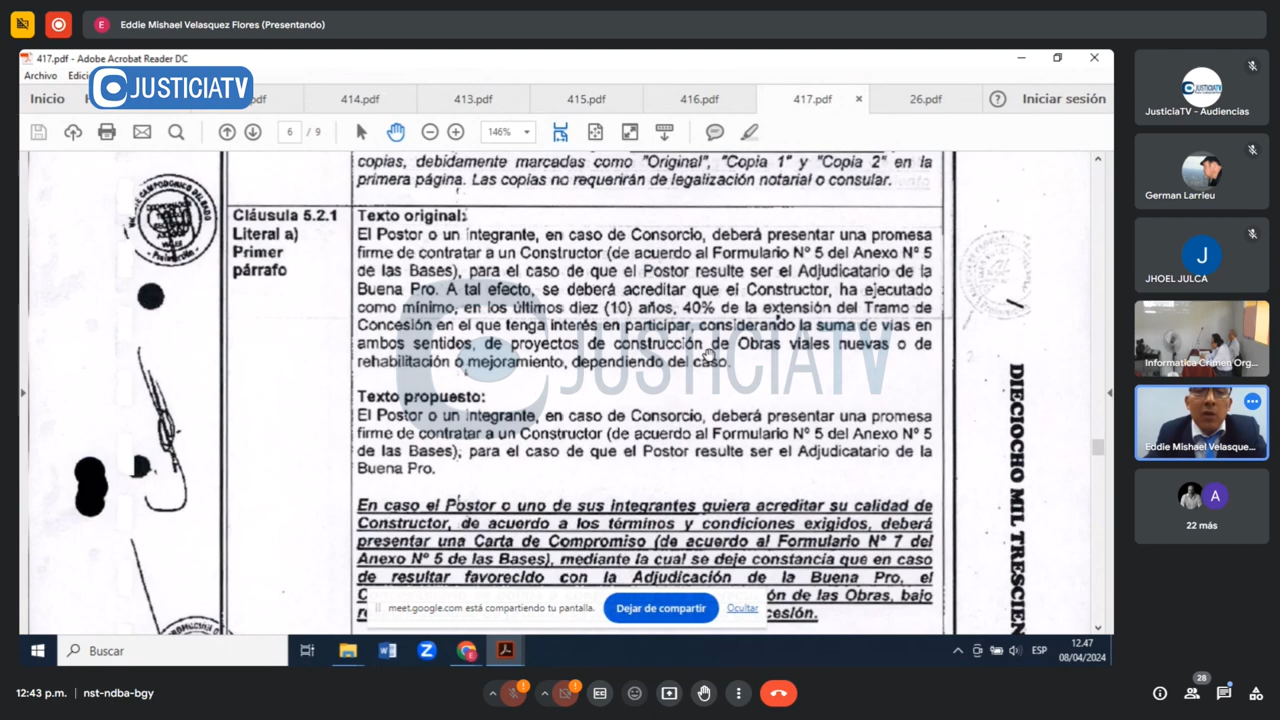 Eddie Mishael Velasquez Flores (Presentando)
417.pdf - Adobe Acrobat Reader DC
Archivo
JUSTICIATV
Inicio
414.pdf
413.pdf
415.pdf
416.pdf
417.pdf
26.pdf
Iniciar sesión
6 / 9
146%
copias, debidamente marcadas como "Original", "Copia 1" y "Copia 2" en la
primera página. Las copias no requerirán de legalización notarial o consular.
Cláusula 5.2.1
Literal a)
Primer
párrafo
Texto original:
El Postor o un integrante, en caso de Consorcio, deberá presentar una promesa
firme de contratar a un Constructor (de acuerdo al Formulario Nº 5 del Anexo Nº 5
de las Bases), para el caso de que el Postor resulte ser el Adjudicatario de la
Buena Pro. A tal efecto, se deberá acreditar que el Constructor, ha ejecutado
como mínimo, en los últimos diez (10) años, 40% de la extensión del Tramo de
Concesión en el que tenga interés en participar, considerando la suma de vías en
ambos sentidos, de proyectos de construcción de Obras viales nuevas o de
rehabilitación o mejoramiento, dependiendo del caso.
Texto propuesto:
El Postor o un integrante, en caso de Consorcio, deberá presentar una promesa
firme de contratar a un Constructor (de acuerdo al Formulario Nº 5 del Anexo Nº 5
de las Bases), para el caso de que el Postor resulte ser el Adjudicatario de la
Buena Pro.
En caso el Postor o uno de sus integrantes quiera acreditar su calidad de
Constructor, de acuerdo a los términos y condiciones exigidos, deberá
presentar una Carta de Compromiso (de acuerdo al Formulario Nº 7 del
Anexo Nº 5 de las Bases), mediante la cual se deje constancia que en caso
de resultar favorecido con la Adjudicación de la Buena Pro, el
de las Obras, bajo
JUSTICIATV
DIECIOCHO MIL TRESCIEN
meet.google.com está compartiendo tu pantalla.
Dejar de compartir
Ocultar
Buscar
ESP
12.47
08/04/2024
JusticiaTV - Audiencias
German Larrieu
J
JHOEL JULCA
Informatica Crimen Org...
Eddie Mishael Velasque...
A
22 más
12:43 p.m.
nst-ndba-bgy
28